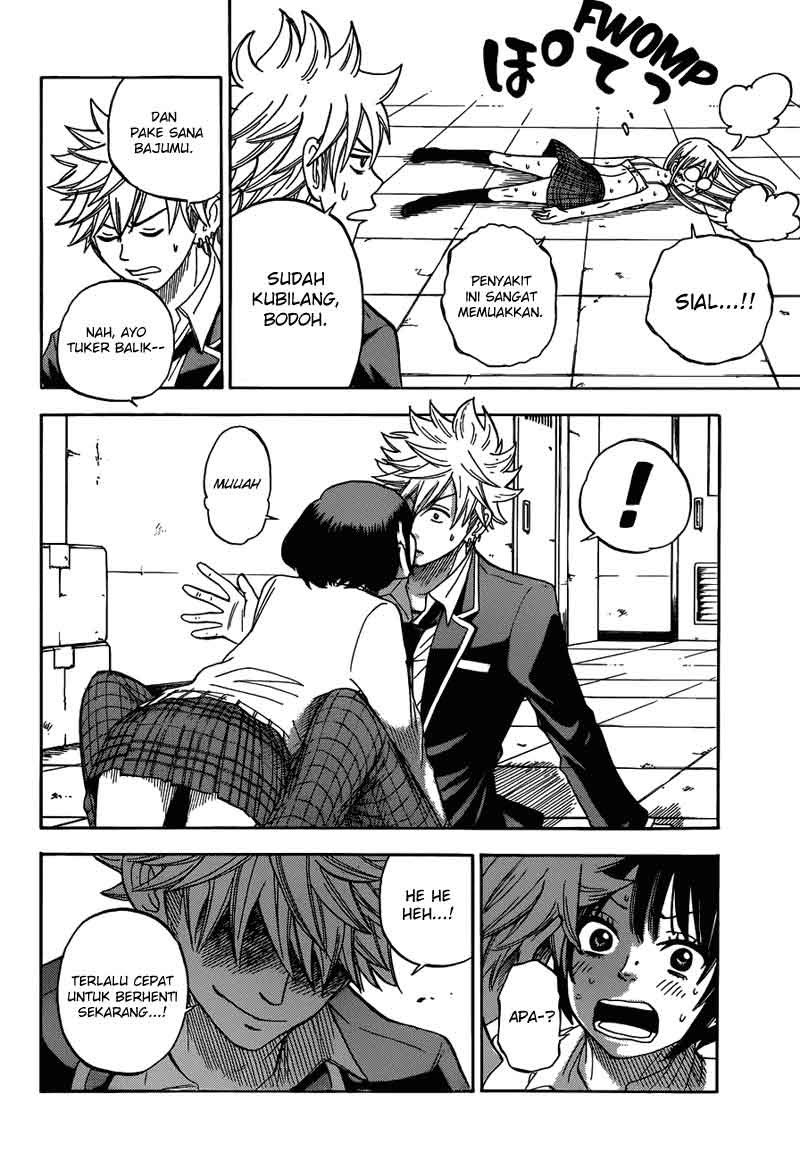 FWOMP
ぽてっ
SIAL...!!
PENYAKIT
INI SANGAT
MEMUAKKAN.
SUDAH
KUBILANG,
BODOH.
DAN
PAKE SANA
BAJUMU.
NAH, AYO
TUKER BALIK--
!
MUUAH
APA-?
HE HE
HEH...!
TERLALU CEPAT
UNTUK BERHENTI
SEKARANG...!